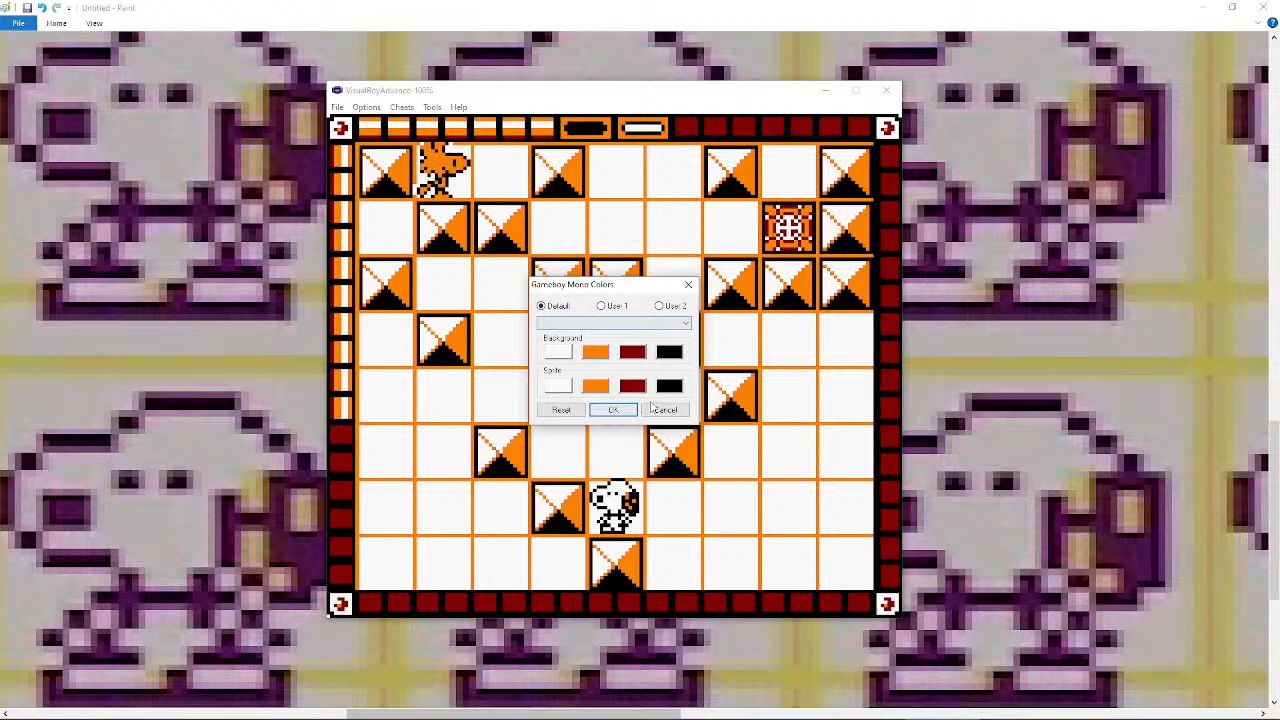 Untitled - Paint
File Home View
VisualBoyAdvance-100%
File Options Cheats Tools Help
Gameboy Mono Colors
Default User 1 User 2
Background
Sprite
Reset OK Cancel